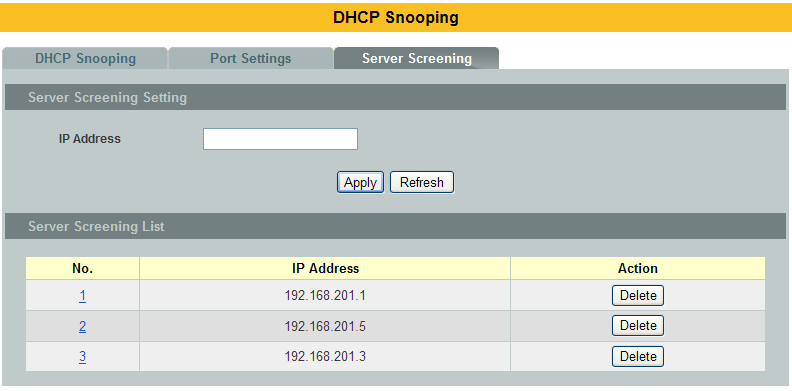 DHCP Snooping
DHCP Snooping Port Settings Server Screening
Server Screening Setting
IP Address
Apply Refresh
Server Screening List
No. IP Address Action
1 192.168.201.1 Delete
2 192.168.201.5 Delete
3 192.168.201.3 Delete